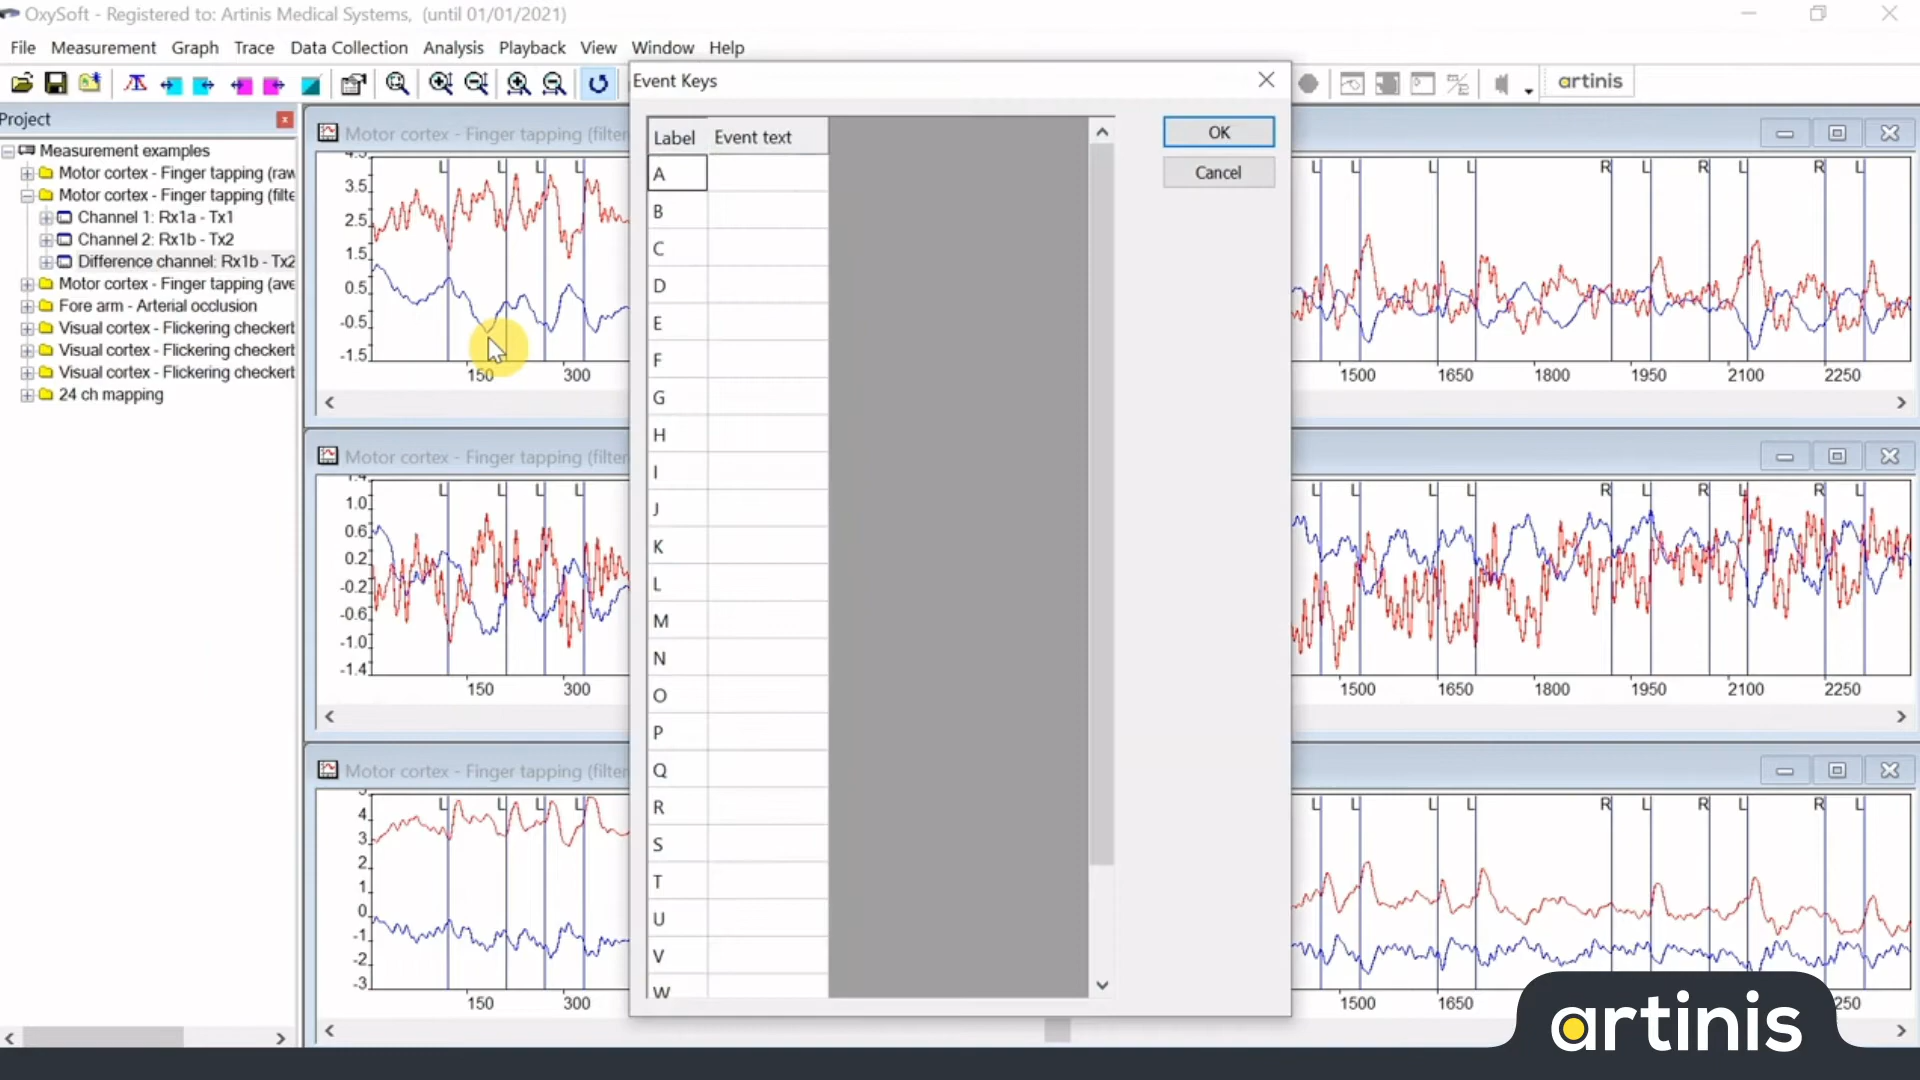 OxySoft - Registered to: Artinis Medical Systems, (until 01/01/2021)
File Measurement Graph Trace Data Collection Analysis Playback View Window Help
artinis
Project
Measurement examples
Motor cortex - Finger tapping (raw
Motor cortex - Finger tapping (filte
Channel 1: Rx1a - Tx1
Channel 2: Rx1b - Tx2
Difference channel: Rx1b - Tx2
Motor cortex - Finger tapping (ave
Fore arm - Arterial occlusion
Visual cortex - Flickering checkert
Visual cortex - Flickering checkert
Visual cortex - Flickering checkert
24 ch mapping
Motor cortex - Finger tapping (filter
4.5
3.5
2.5
1.5
0.5
-0.5
-1.5
L L L L
150 300
L L L L R L R L R L
1500 1650 1800 1950 2100 2250
Motor cortex - Finger tapping (filter
1.4
1.0
0.6
0.2
-0.2
-0.6
-1.0
-1.4
L L L L
150 300
L L L L R L R L R L
1500 1650 1800 1950 2100 2250
Motor cortex - Finger tapping (filter
5
4
3
2
1
0
-1
-2
-3
L L L L
150 300
L L L L R L R L R L
1500 1650 250
Event Keys
Label Event text
A
B
C
D
E
F
G
H
I
J
K
L
M
N
O
P
Q
R
S
T
U
V
W
OK
Cancel
artinis